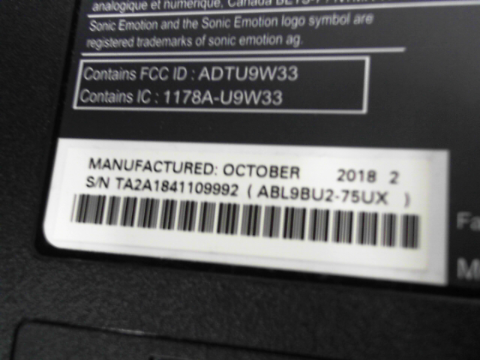 analogique et numérique, Canada
Sonic Emotion and the Sonic Emotion logo symbol are
registered trademarks of sonic emotion ag.
Contains FCC ID : ADTU9W33
Contains IC : 1178A-U9W33
MANUFACTURED: OCTOBER 2018 2
S/N TA2A1841109992 ( ABL9BU2-75UX )